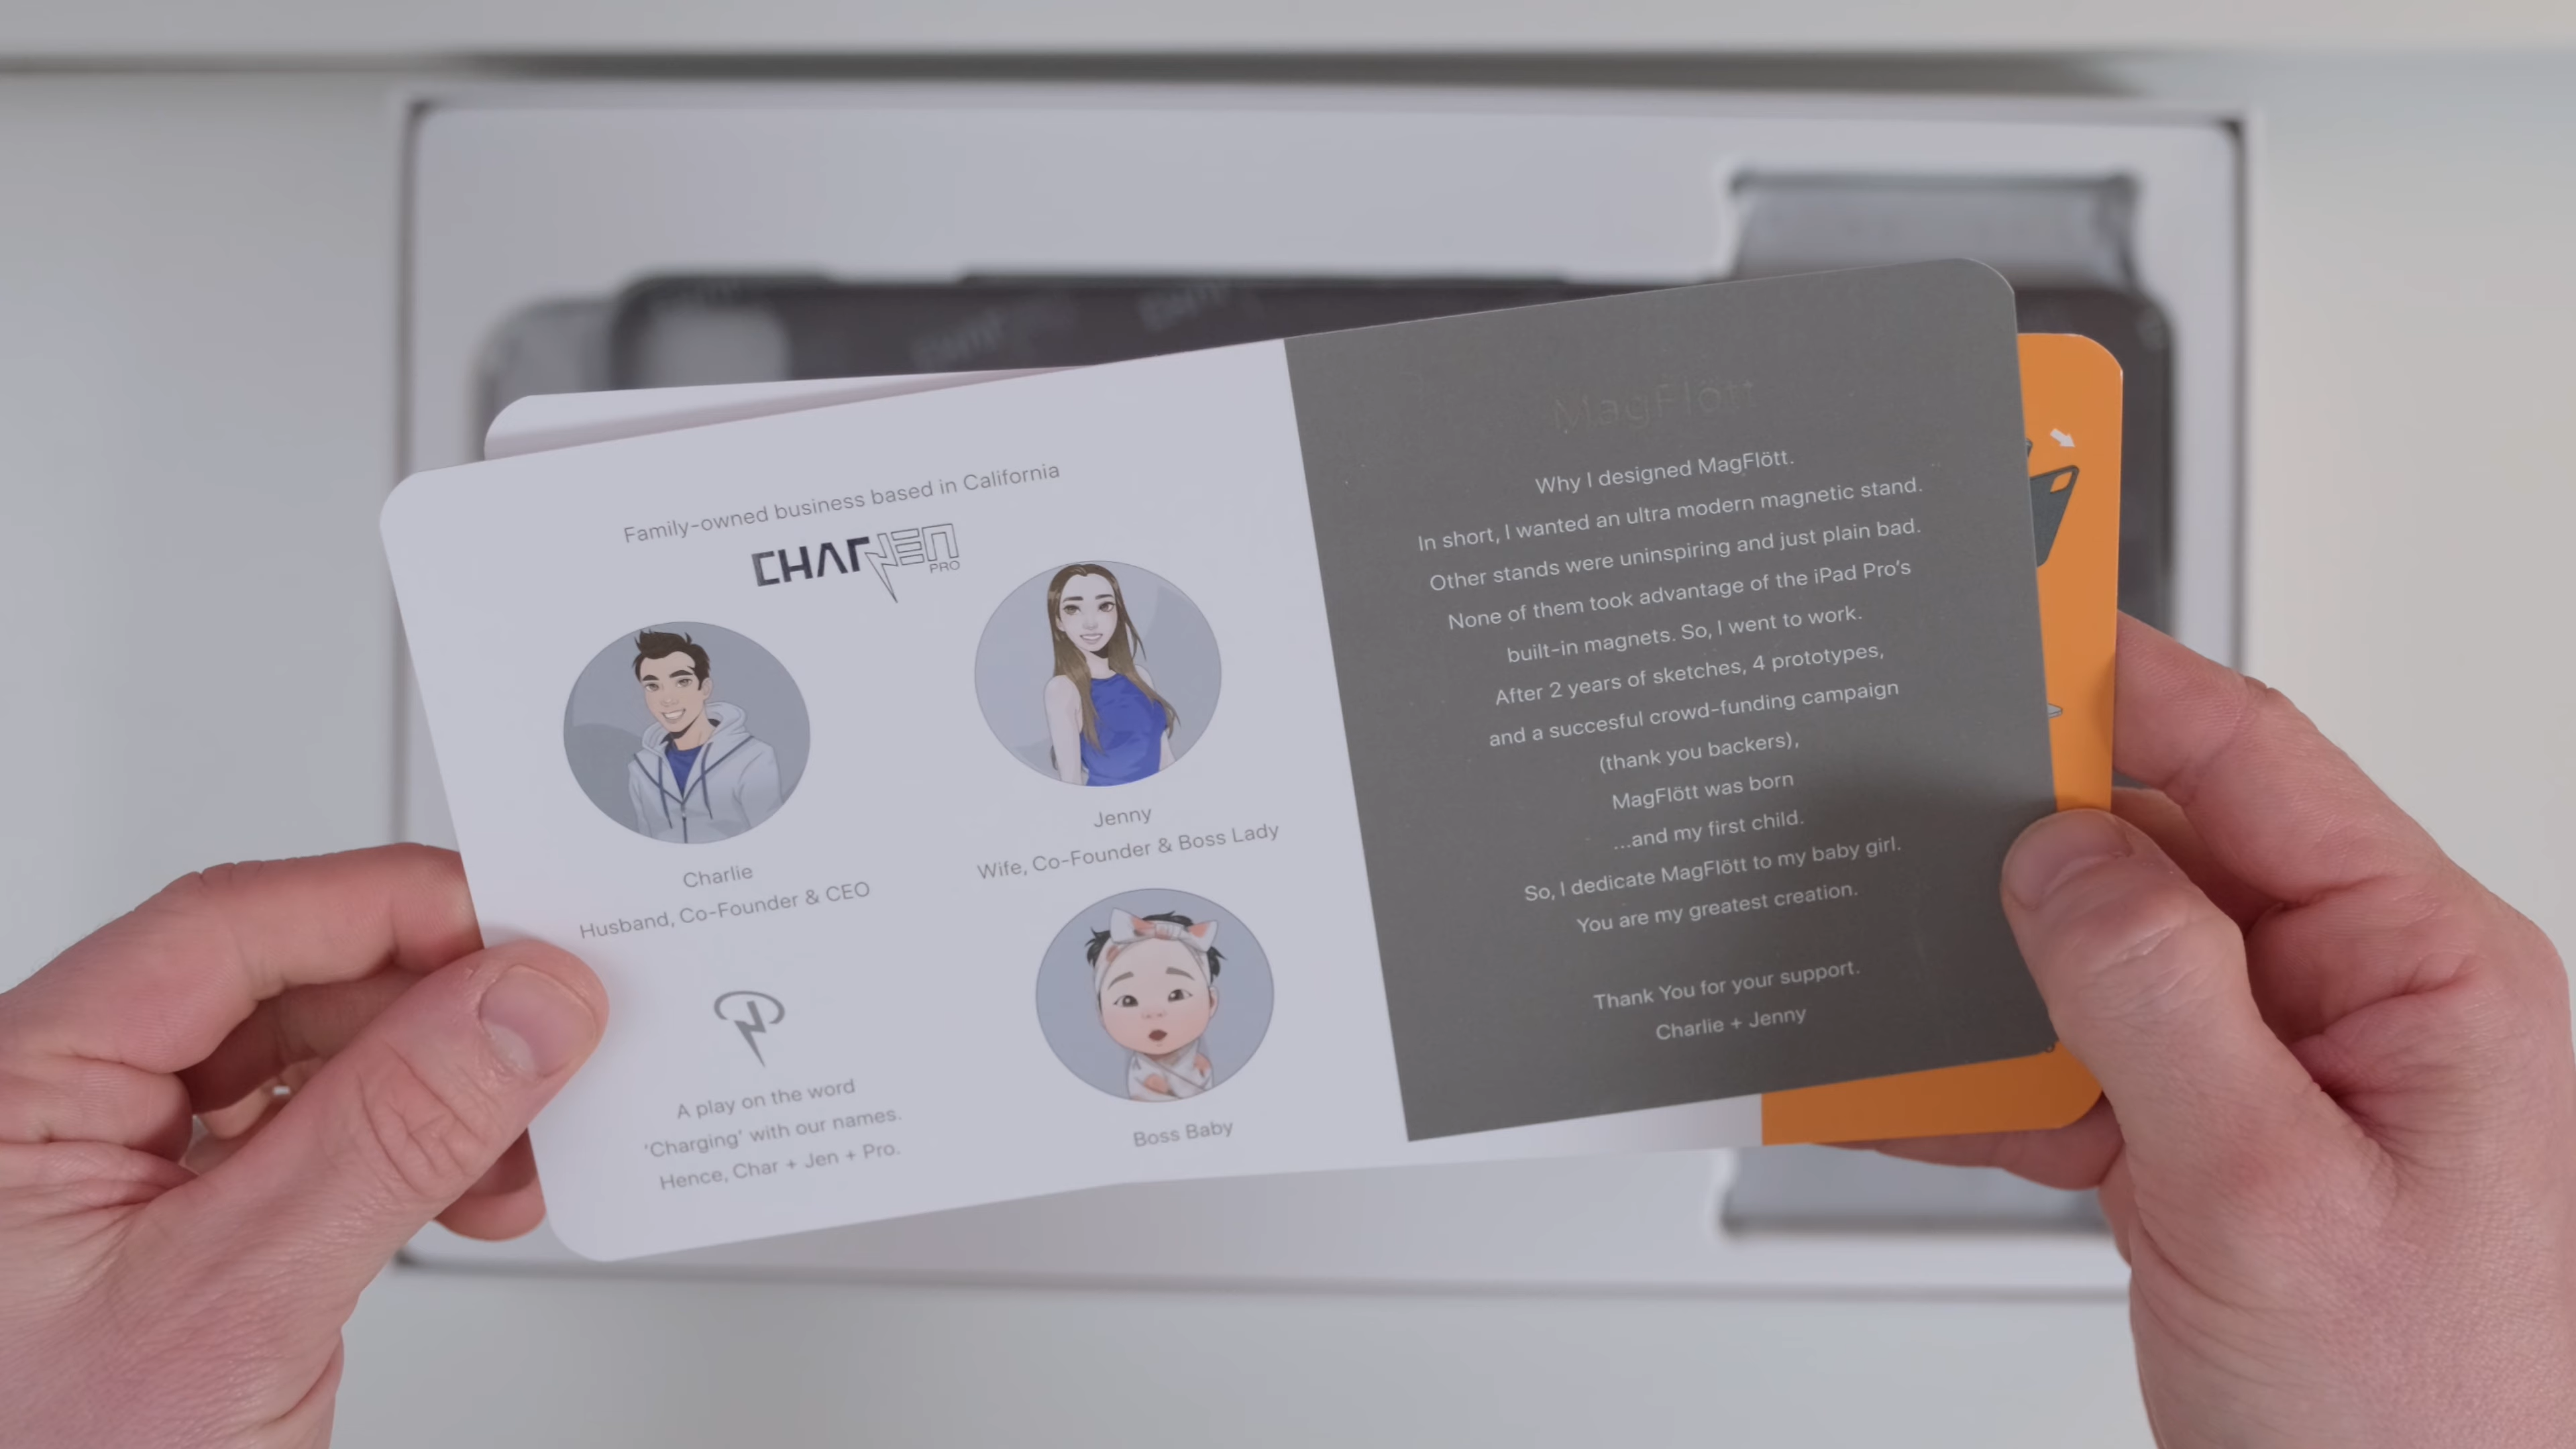 Family-owned business based in California
CHARJEN
PRO
Charlie
Husband, Co-Founder & CEO
Jenny
Wife, Co-Founder & Boss Lady
A play on the word
‘Charging’ with our names.
Hence, Char + Jen + Pro.
Boss Baby
MagFlött
Why I designed MagFlött.
In short, I wanted an ultra modern magnetic stand.
Other stands were uninspiring and just plain bad.
None of them took advantage of the iPad Pro's
built-in magnets. So, I went to work.
After 2 years of sketches, 4 prototypes,
and a succesful crowd-funding campaign
(thank you backers),
MagFlött was born
...and my first child.
So, I dedicate MagFlött to my baby girl.
You are my greatest creation.
Thank You for your support.
Charlie + Jenny